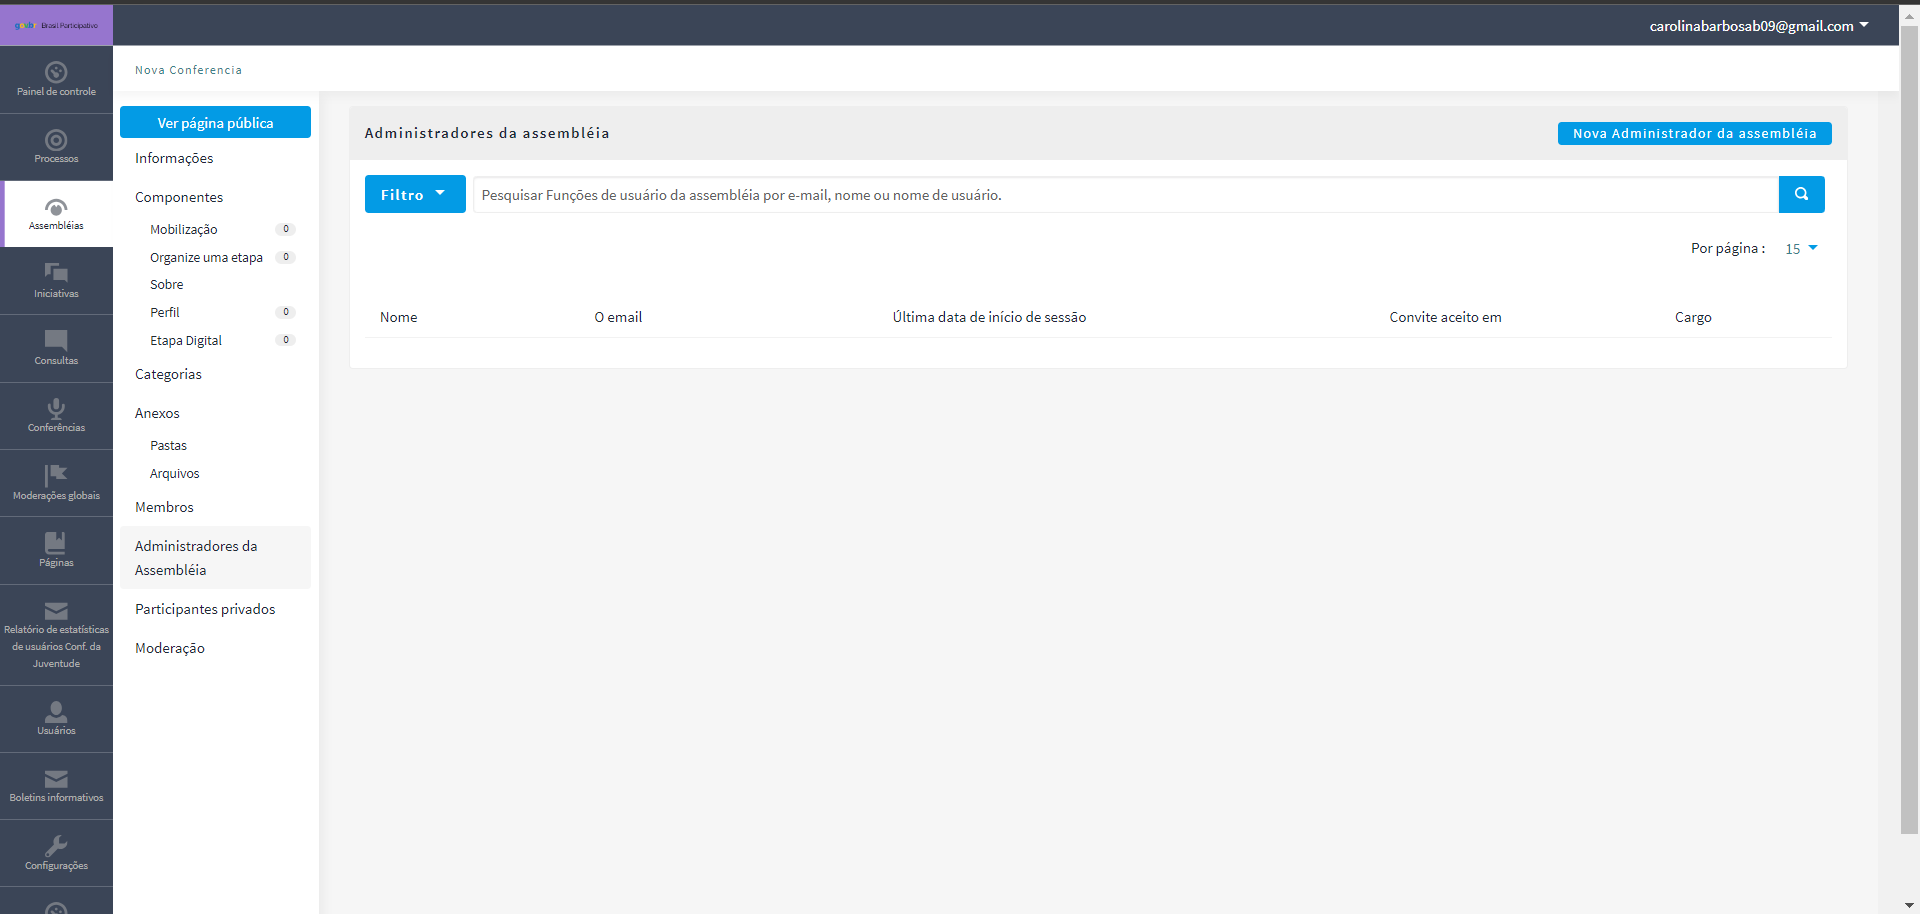 gov.br Brasil Participativo
carolinabarbosab09@gmail.com
Painel de controle
Processos
Assembléias
Iniciativas
Consultas
Conferências
Moderações globais
Páginas
Relatório de estatísticas
de usuários Conf. da
Juventude
Usuários
Boletins informativos
Configurações
Nova Conferencia
Ver página pública
Informações
Componentes
Mobilização 0
Organize uma etapa 0
Sobre
Perfil 0
Etapa Digital 0
Categorias
Anexos
Pastas
Arquivos
Membros
Administradores da
Assembléia
Participantes privados
Moderação
Administradores da assembléia
Nova Administrador da assembléia
Filtro
Pesquisar Funções de usuário da assembléia por e-mail, nome ou nome de usuário.
Por página : 15
Nome O email Última data de início de sessão Convite aceito em Cargo